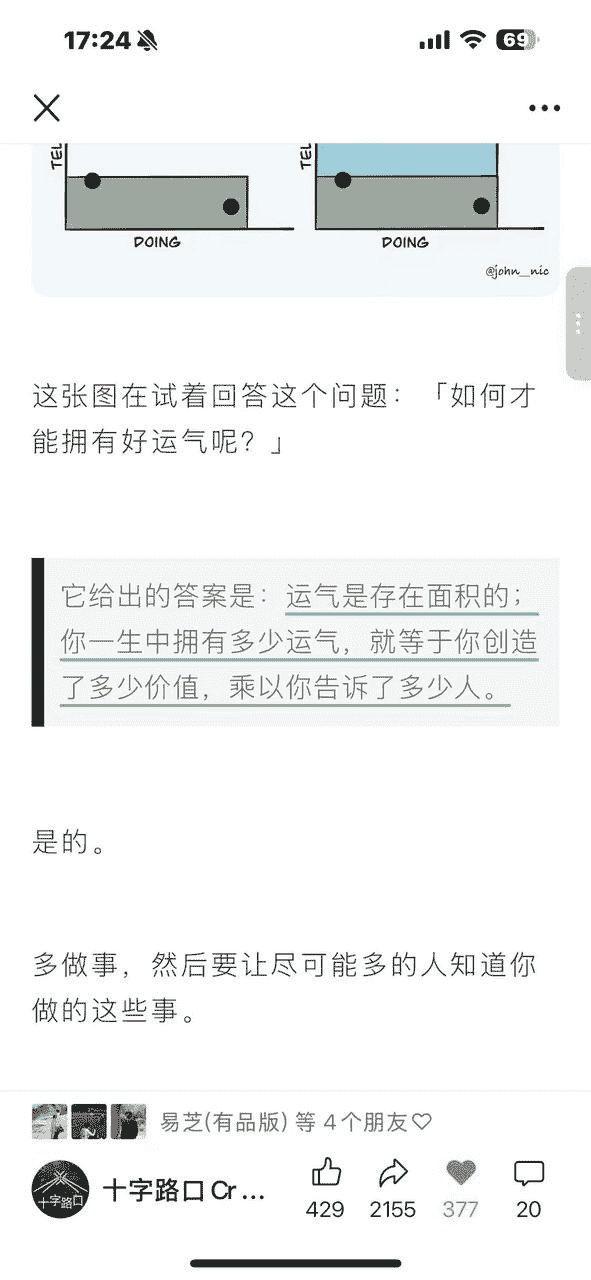 17:24
69
TEL
TEL
DOING
DOING
@john_nic
这张图在试着回答这个问题：「如何才
能拥有好运气呢？」
它给出的答案是：运气是存在面积的；
你一生中拥有多少运气，就等于你创造
了多少价值，乘以你告诉了多少人。
是的。
多做事，然后要让尽可能多的人知道你
做的这些事。
易芝(有品版) 等 4个朋友♡
十字路口
十字路口 Cr ...
429
2155
377
20